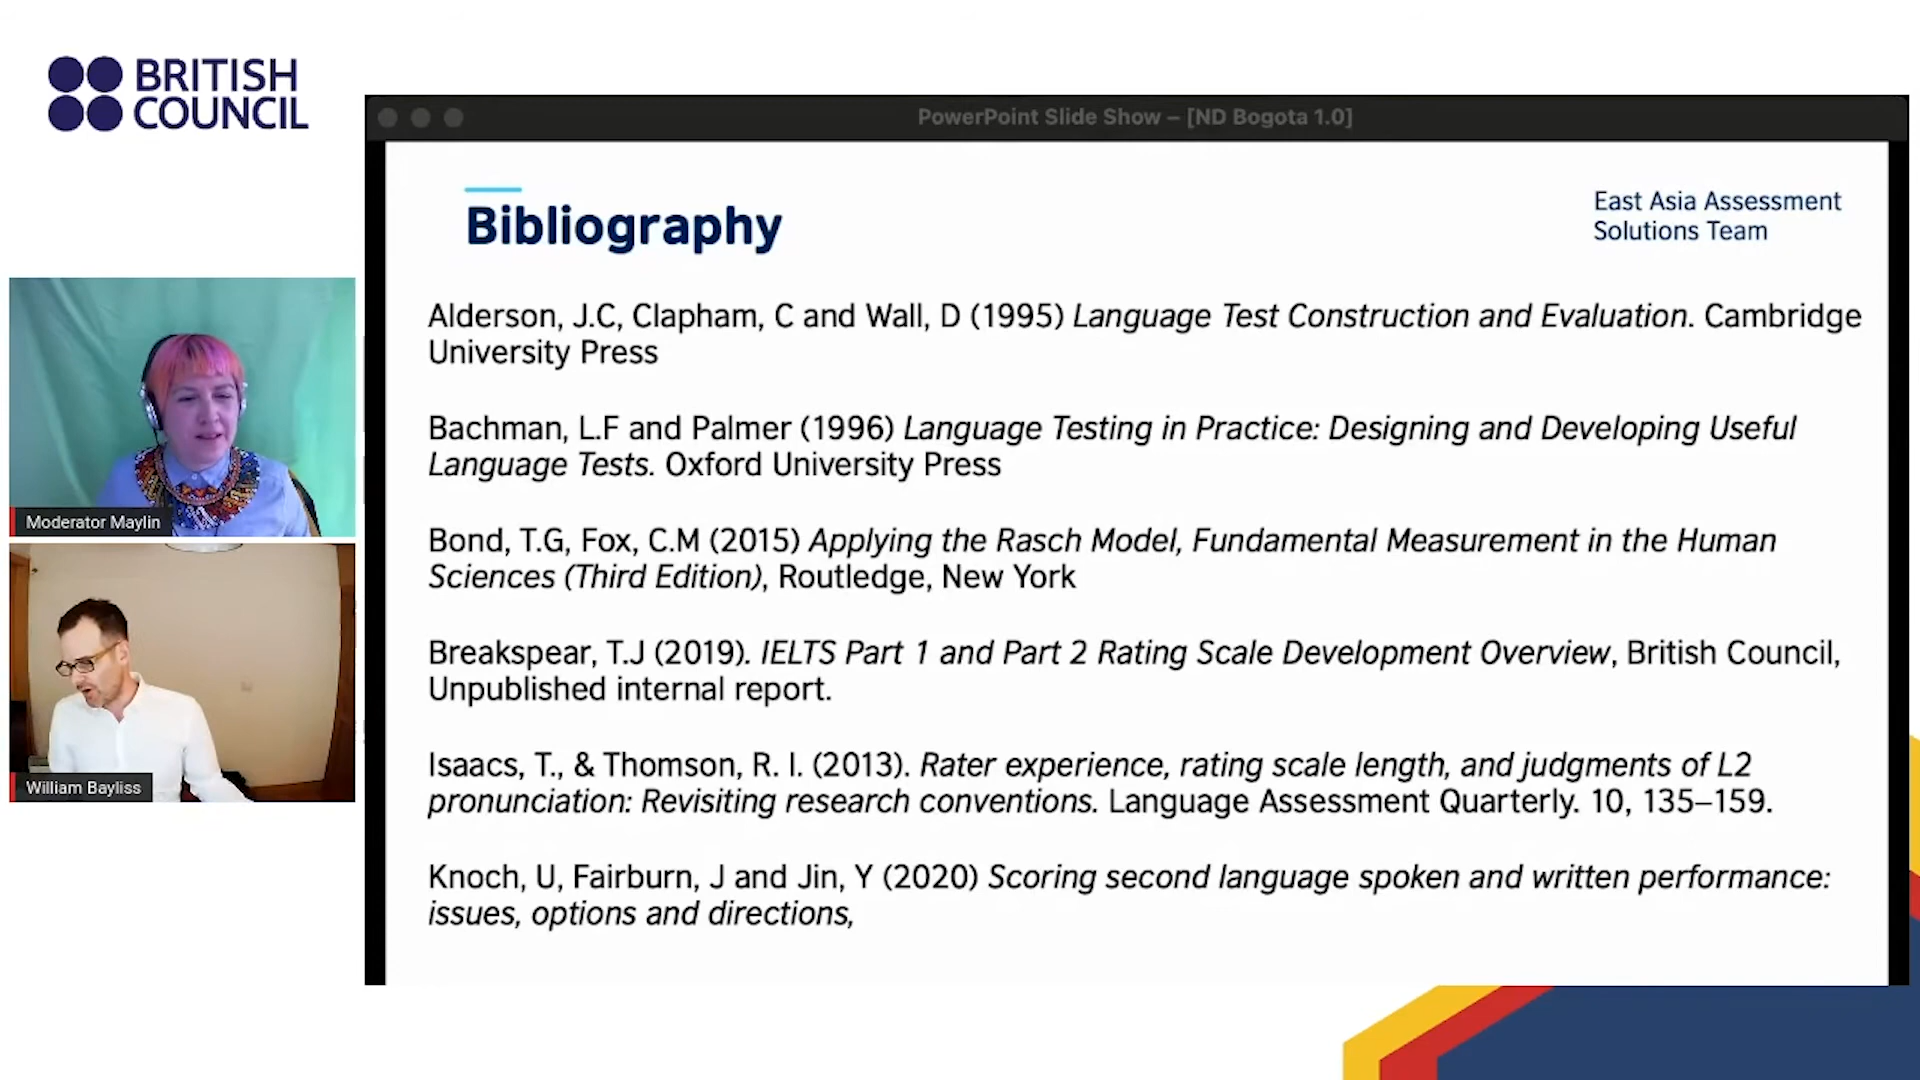 BRITISH
COUNCIL
PowerPoint Slide Show – [ND Bogota 1.0]
Bibliography
East Asia Assessment
Solutions Team
Alderson, J.C, Clapham, C and Wall, D (1995) Language Test Construction and Evaluation. Cambridge
University Press
Bachman, L.F and Palmer (1996) Language Testing in Practice: Designing and Developing Useful
Language Tests. Oxford University Press
Bond, T.G, Fox, C.M (2015) Applying the Rasch Model, Fundamental Measurement in the Human
Sciences (Third Edition), Routledge, New York
Breakspear, T.J (2019). IELTS Part 1 and Part 2 Rating Scale Development Overview, British Council,
Unpublished internal report.
Isaacs, T., & Thomson, R. I. (2013). Rater experience, rating scale length, and judgments of L2
pronunciation: Revisiting research conventions. Language Assessment Quarterly. 10, 135–159.
Knoch, U, Fairburn, J and Jin, Y (2020) Scoring second language spoken and written performance:
issues, options and directions,
Moderator Maylin
William Bayliss